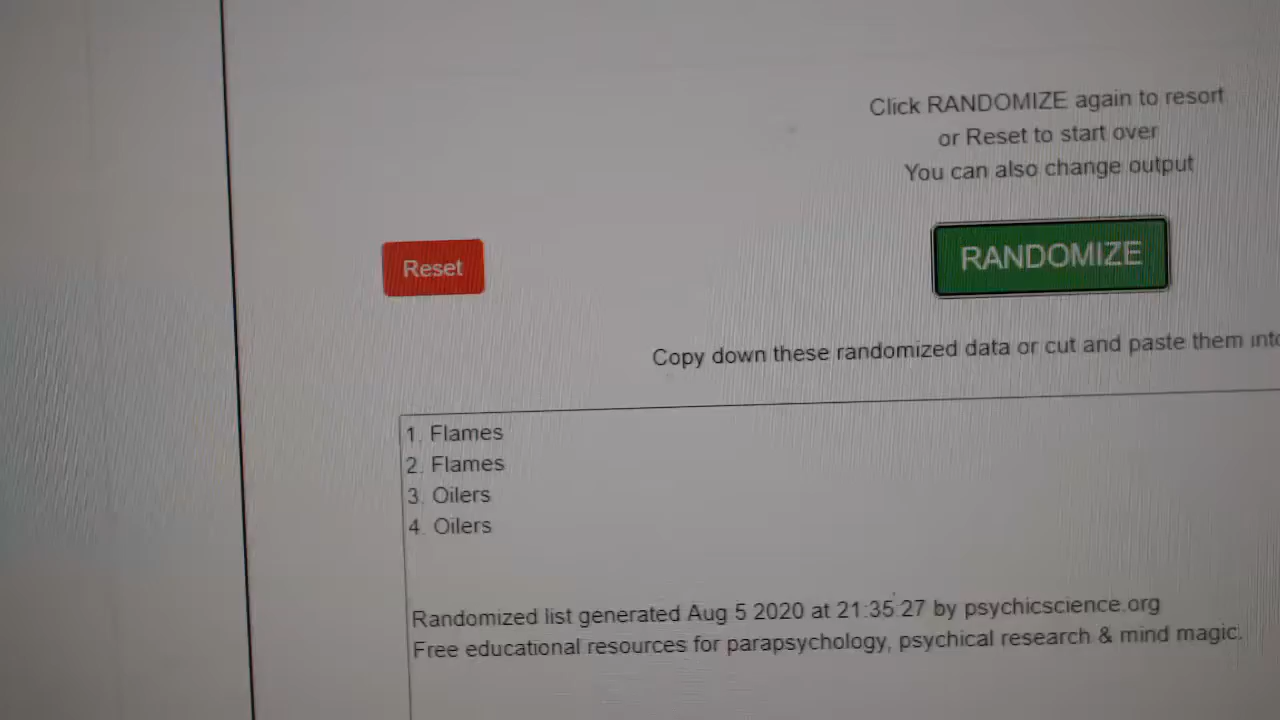 Click RANDOMIZE again to resort
or Reset to start over
You can also change output
Reset
RANDOMIZE
Copy down these randomized data or cut and paste them into
1. Flames
2. Flames
3. Oilers
4. Oilers
Randomized list generated Aug 5 2020 at 21:35:27 by psychicscience.org
Free educational resources for parapsychology, psychical research & mind magic.